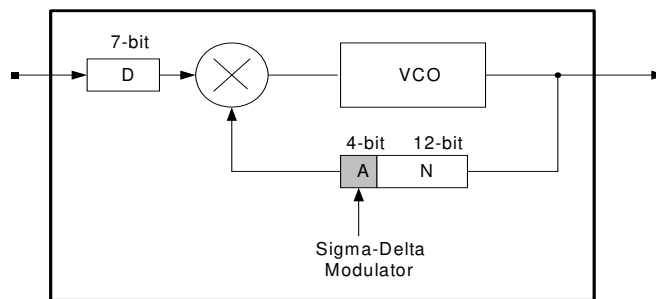 7-bit
D
VCO
4-bit 12-bit
A N
Sigma-Delta
Modulator